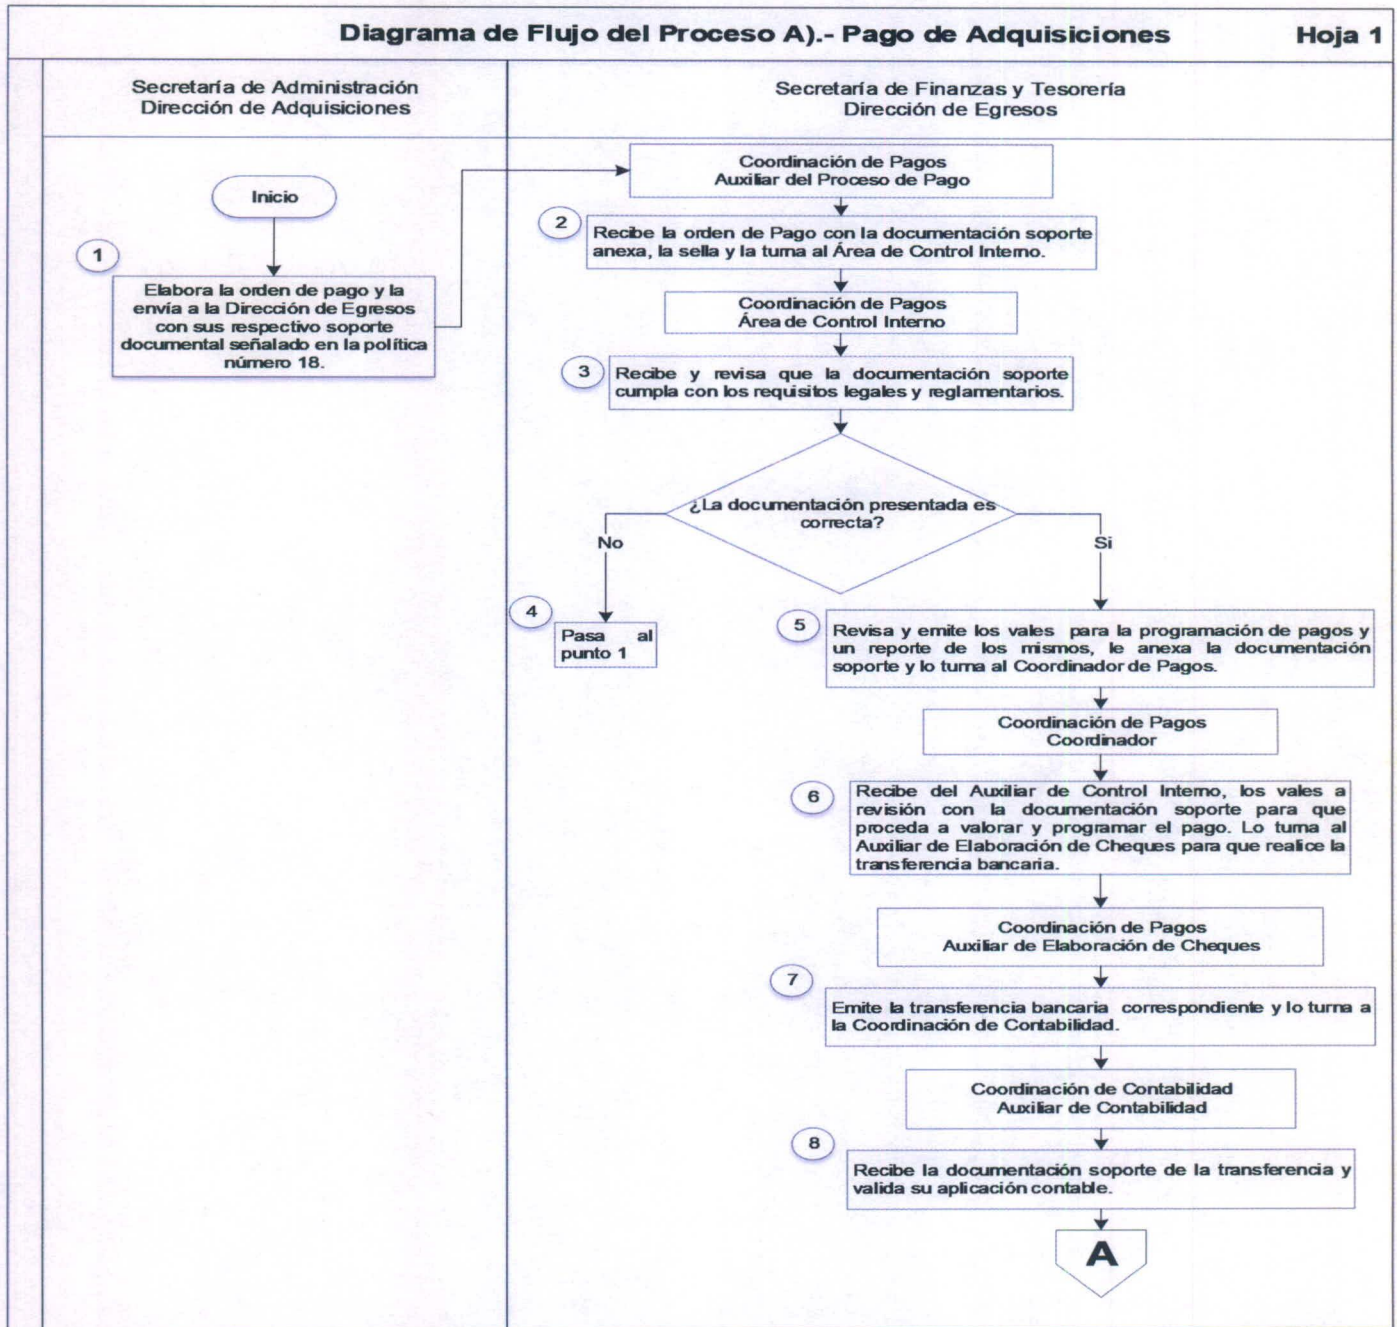 Diagrama de Flujo del Proceso A).- Pago de Adquisiciones Hoja 1
Secretaría de Administración
Dirección de Adquisiciones
Secretaría de Finanzas y Tesorería
Dirección de Egresos
Inicio
1
Elabora la orden de pago y la
envía a la Dirección de Egresos
con sus respectivo soporte
documental señalado en la política
número 18.
Coordinación de Pagos
Auxiliar del Proceso de Pago
2
Recibe la orden de Pago con la documentación soporte
anexa, la sella y la turna al Área de Control Interno.
Coordinación de Pagos
Área de Control Interno
3
Recibe y revisa que la documentación soporte
cumpla con los requisitos legales y reglamentarios.
¿La documentación presentada es
correcta?
No
Si
4
Pasa al
punto 1
5
Revisa y emite los vales para la programación de pagos y
un reporte de los mismos, le anexa la documentación
soporte y lo turna al Coordinador de Pagos.
Coordinación de Pagos
Coordinador
6
Recibe del Auxiliar de Control Interno, los vales a
revisión con la documentación soporte para que
proceda a valorar y programar el pago. Lo turna al
Auxiliar de Elaboración de Cheques para que realice la
transferencia bancaria.
Coordinación de Pagos
Auxiliar de Elaboración de Cheques
7
Emite la transferencia bancaria correspondiente y lo turna a
la Coordinación de Contabilidad.
Coordinación de Contabilidad
Auxiliar de Contabilidad
8
Recibe la documentación soporte de la transferencia y
valida su aplicación contable.
A